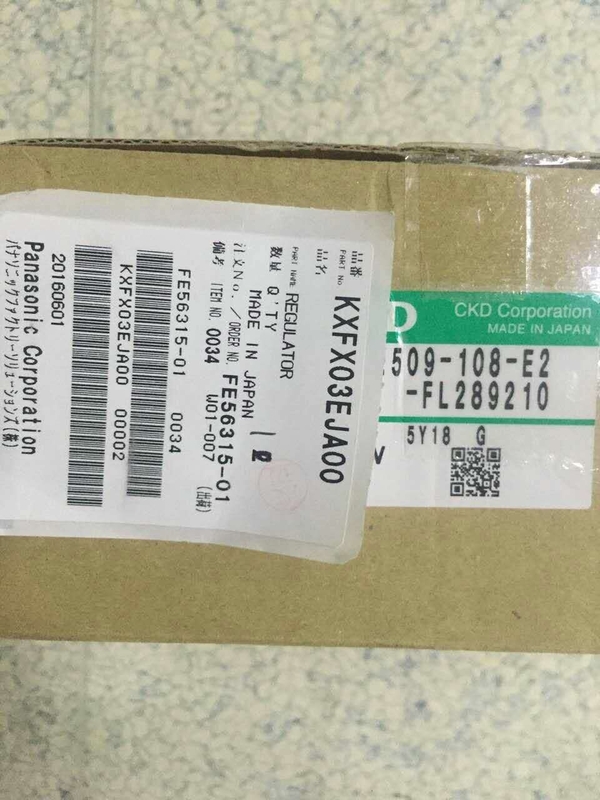 品番
PART No. KXFX03EJA00
品名
PART NAME REGULATOR
数量 Q'TY
MADE IN JAPAN
注文No./ORDER NO. FE56315-01
備考 ITEM NO. 0034 W01-007 (出荷)
FE56315-01 0034
KXFX03EJA00 00002
20160601
Panasonic Corporation
パナソニックファクトリーソリューションズ(株)
D CKD Corporation
MADE IN JAPAN
509-108-E2
-FL289210
5Y18 G